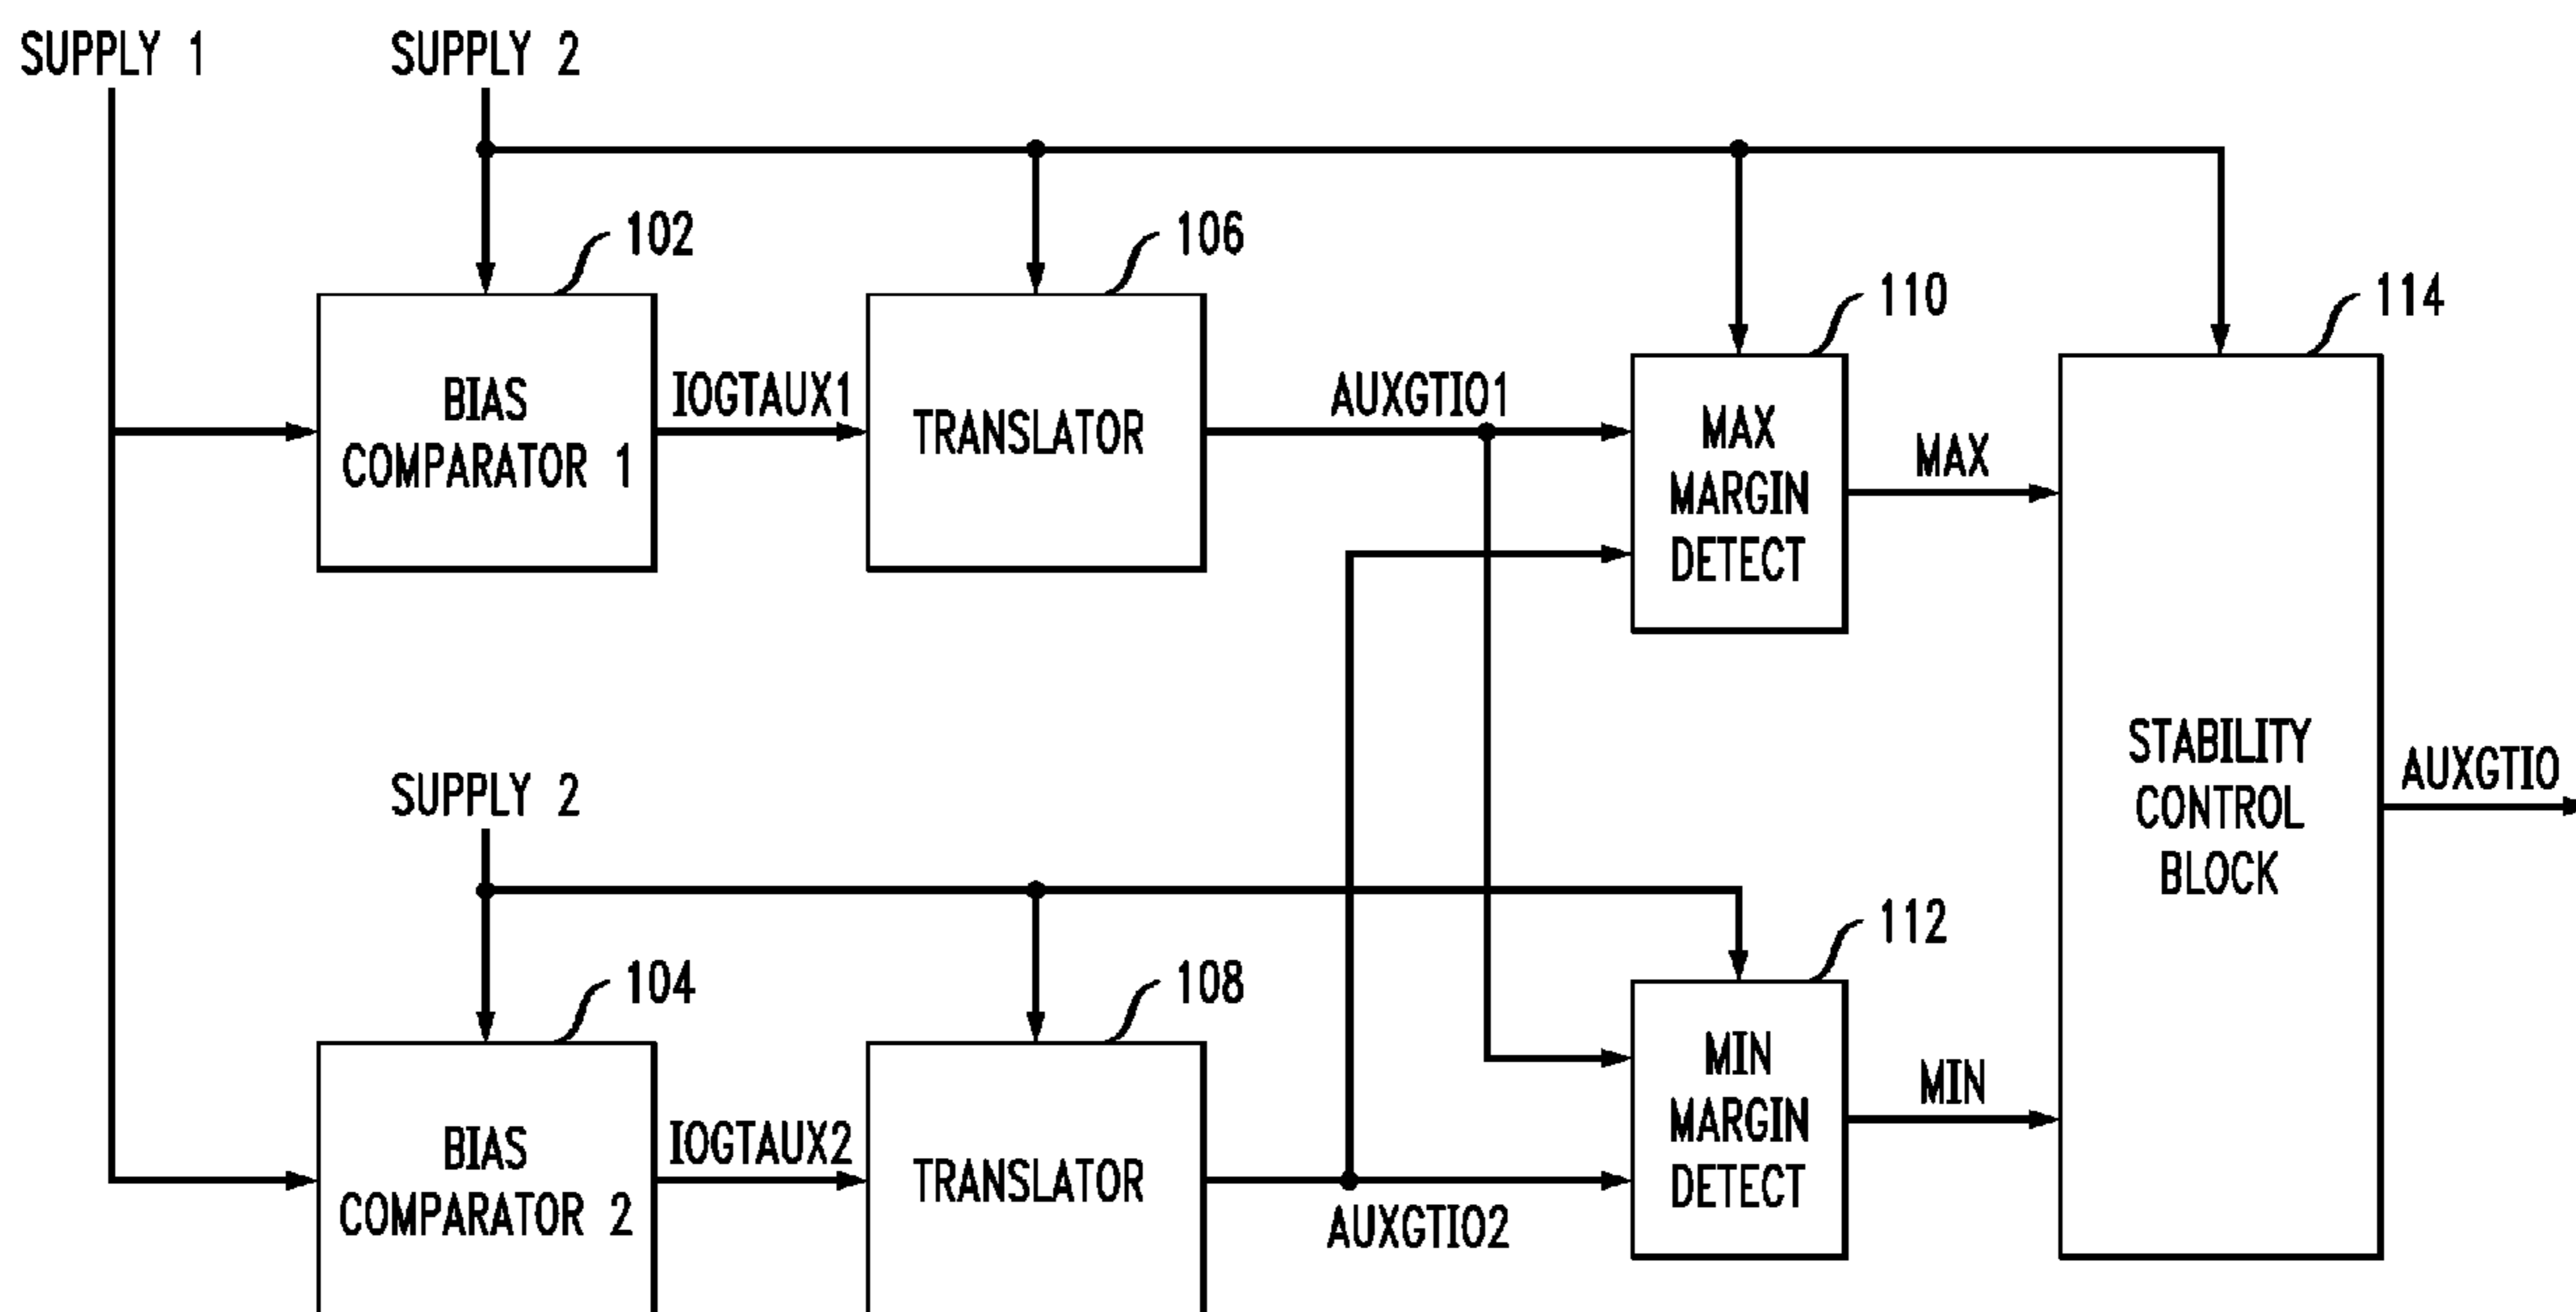 SUPPLY 1
SUPPLY 2
102
106
110
114
BIAS
COMPARATOR 1
IOGTAUX1
TRANSLATOR
AUXGTIO1
MAX
MARGIN
DETECT
MAX
STABILITY
CONTROL
BLOCK
AUXGTIO
SUPPLY 2
104
108
112
BIAS
COMPARATOR 2
IOGTAUX2
TRANSLATOR
AUXGTIO2
MIN
MARGIN
DETECT
MIN